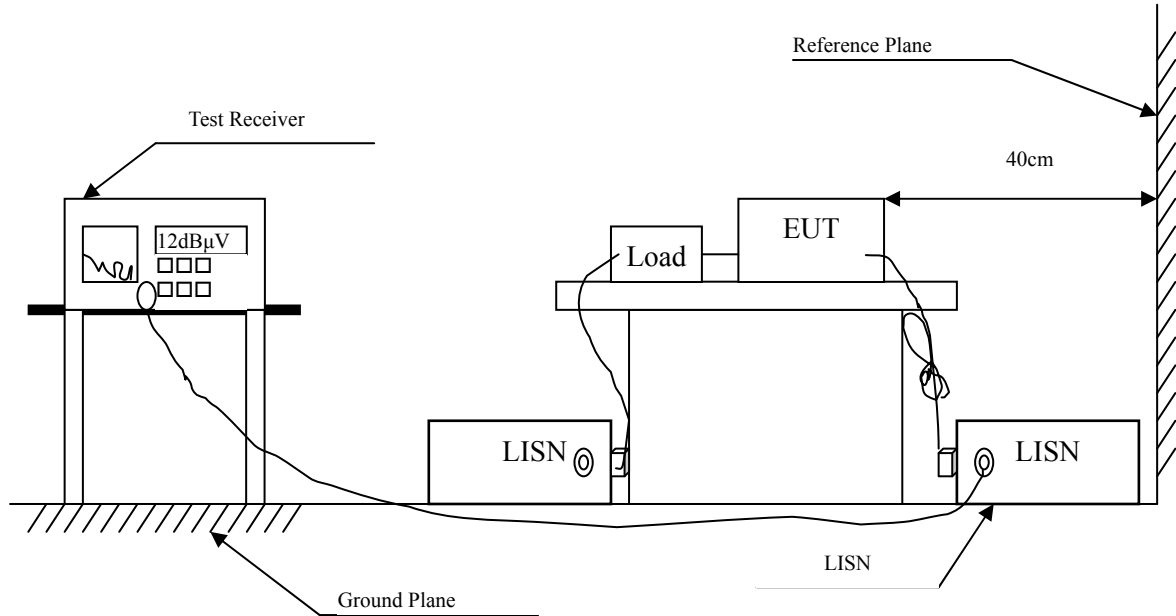 Reference Plane
Test Receiver
40cm
12dBμV
EUT
Load
LISN
LISN
LISN
Ground Plane